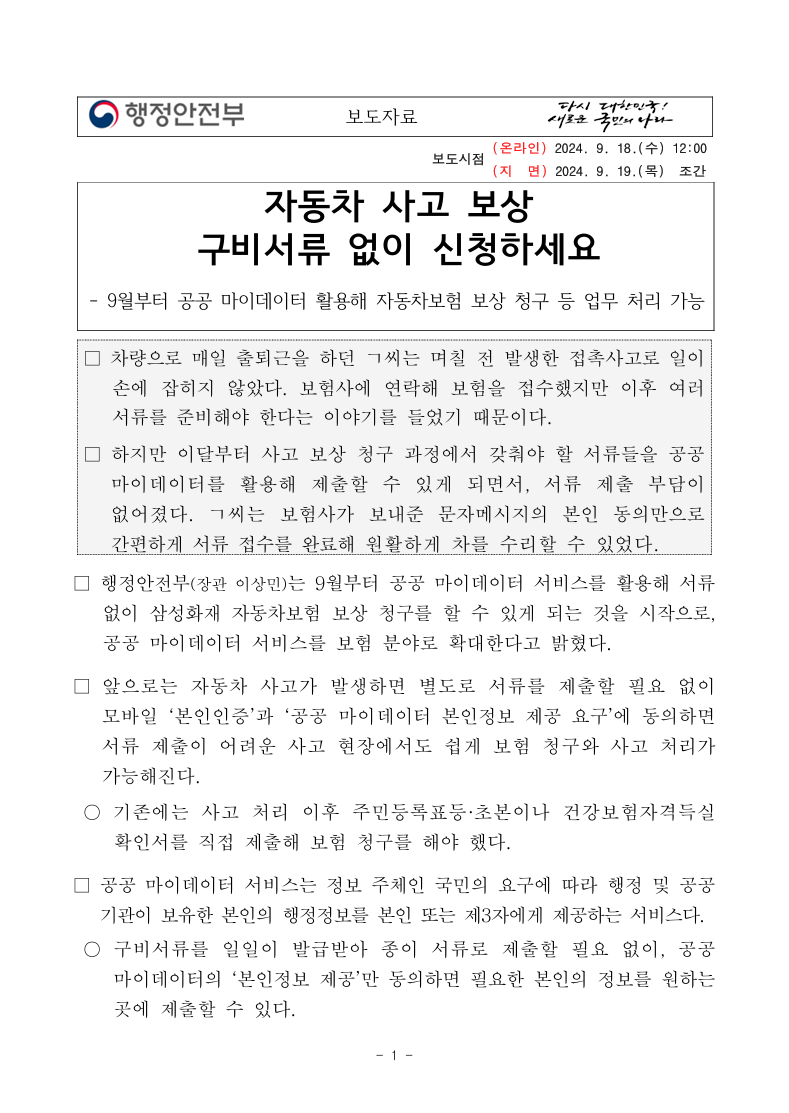 행정안전부
보도자료
다시 대한민국!
새로운 국민의 나라
보도시점
(온라인) 2024. 9. 18.(수) 12:00
(지 면) 2024. 9. 19.(목) 조간
자동차 사고 보상
구비서류 없이 신청하세요
- 9월부터 공공 마이데이터 활용해 자동차보험 보상 청구 등 업무 처리 가능
□ 차량으로 매일 출퇴근을 하던 ㄱ씨는 며칠 전 발생한 접촉사고로 일이
손에 잡히지 않았다. 보험사에 연락해 보험을 접수했지만 이후 여러
서류를 준비해야 한다는 이야기를 들었기 때문이다.
□ 하지만 이달부터 사고 보상 청구 과정에서 갖춰야 할 서류들을 공공
마이데이터를 활용해 제출할 수 있게 되면서, 서류 제출 부담이
없어졌다. ㄱ씨는 보험사가 보내준 문자메시지의 본인 동의만으로
간편하게 서류 접수를 완료해 원활하게 차를 수리할 수 있었다.
□ 행정안전부(장관 이상민)는 9월부터 공공 마이데이터 서비스를 활용해 서류
없이 삼성화재 자동차보험 보상 청구를 할 수 있게 되는 것을 시작으로,
공공 마이데이터 서비스를 보험 분야로 확대한다고 밝혔다.
□ 앞으로는 자동차 사고가 발생하면 별도로 서류를 제출할 필요 없이
모바일 ‘본인인증’과 ‘공공 마이데이터 본인정보 제공 요구’에 동의하면
서류 제출이 어려운 사고 현장에서도 쉽게 보험 청구와 사고 처리가
가능해진다.
○ 기존에는 사고 처리 이후 주민등록표등·초본이나 건강보험자격득실
확인서를 직접 제출해 보험 청구를 해야 했다.
□ 공공 마이데이터 서비스는 정보 주체인 국민의 요구에 따라 행정 및 공공
기관이 보유한 본인의 행정정보를 본인 또는 제3자에게 제공하는 서비스다.
○ 구비서류를 일일이 발급받아 종이 서류로 제출할 필요 없이, 공공
마이데이터의 ‘본인정보 제공’만 동의하면 필요한 본인의 정보를 원하는
곳에 제출할 수 있다.
- 1 -